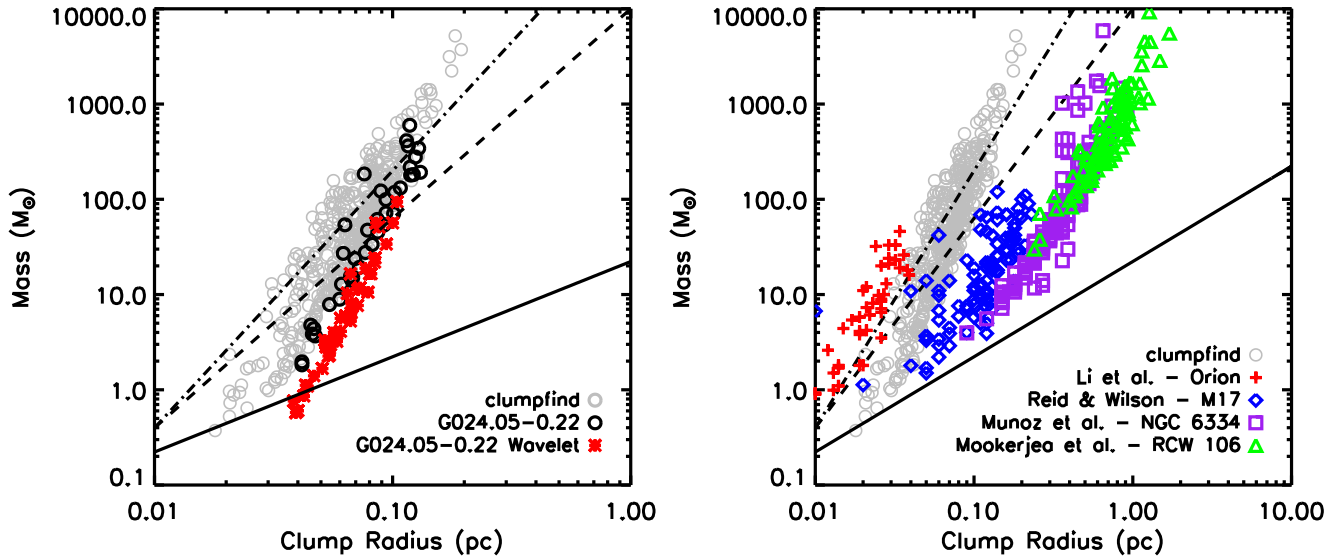 10000.0
1000.0
100.0
10.0
1.0
0.1
Mass (M⊙)
0.01
0.10
1.00
Clump Radius (pc)
clumpfind
G024.05−0.22
G024.05−0.22 Wavelet
10000.0
1000.0
100.0
10.0
1.0
0.1
Mass (M⊙)
0.01
0.10
1.00
10.00
Clump Radius (pc)
clumpfind
Li et al. − Orion
Reid & Wilson − M17
Munoz et al. − NGC 6334
Mookerjea et al. − RCW 106